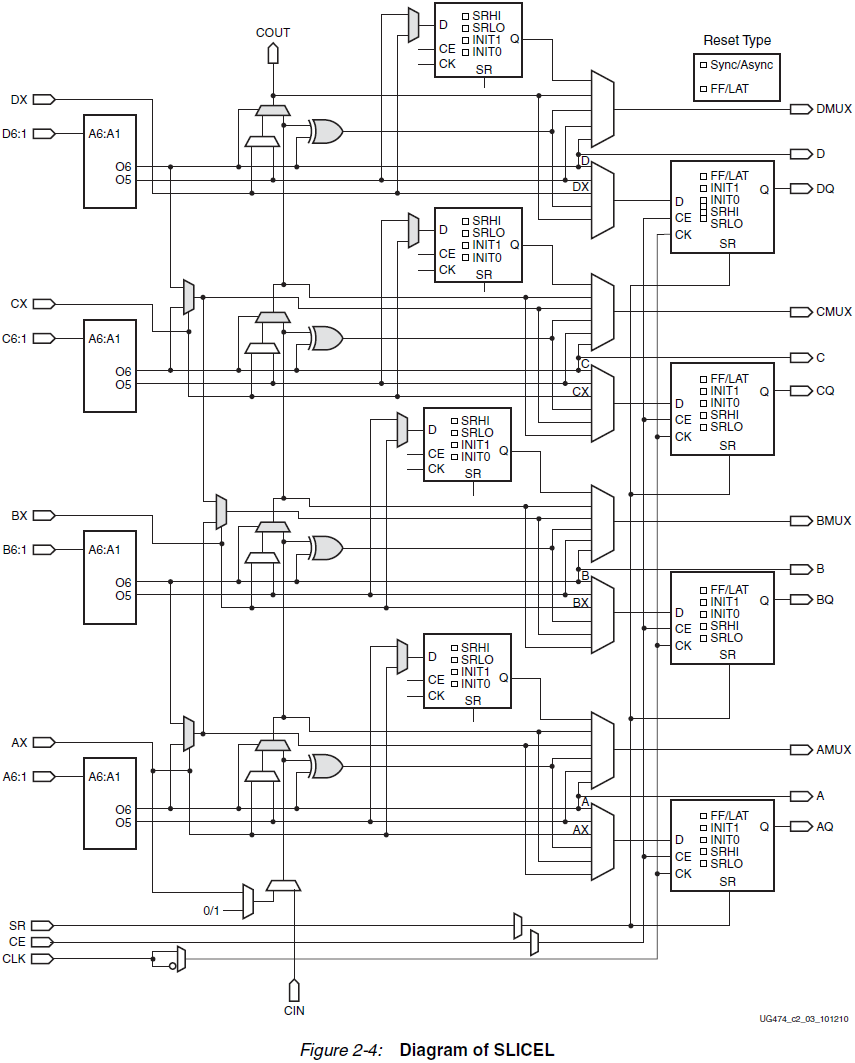 COUT
D
CE
CK
SRHI
SRLO
INIT1
INIT0
Q
SR
Reset Type
Sync/Async
FF/LAT
DX
D6:1
A6:A1
O6
O5
DMUX
D
D
DX
DQ
D
CE
CK
FF/LAT
INIT1
INIT0
SRHI
SRLO
Q
SR
D
CE
CK
SRHI
SRLO
INIT1
INIT0
Q
SR
CX
C6:1
A6:A1
O6
O5
CMUX
C
C
CX
CQ
D
CE
CK
FF/LAT
INIT1
INIT0
SRHI
SRLO
Q
SR
D
CE
CK
SRHI
SRLO
INIT1
INIT0
Q
SR
BX
B6:1
A6:A1
O6
O5
BMUX
B
B
BX
BQ
D
CE
CK
FF/LAT
INIT1
INIT0
SRHI
SRLO
Q
SR
D
CE
CK
SRHI
SRLO
INIT1
INIT0
Q
SR
AX
A6:1
A6:A1
O6
O5
AMUX
A
A
AX
AQ
D
CE
CK
FF/LAT
INIT1
INIT0
SRHI
SRLO
Q
SR
0/1
SR
CE
CLK
CIN
UG474_c2_03_101210
Figure 2-4: Diagram of SLICEL